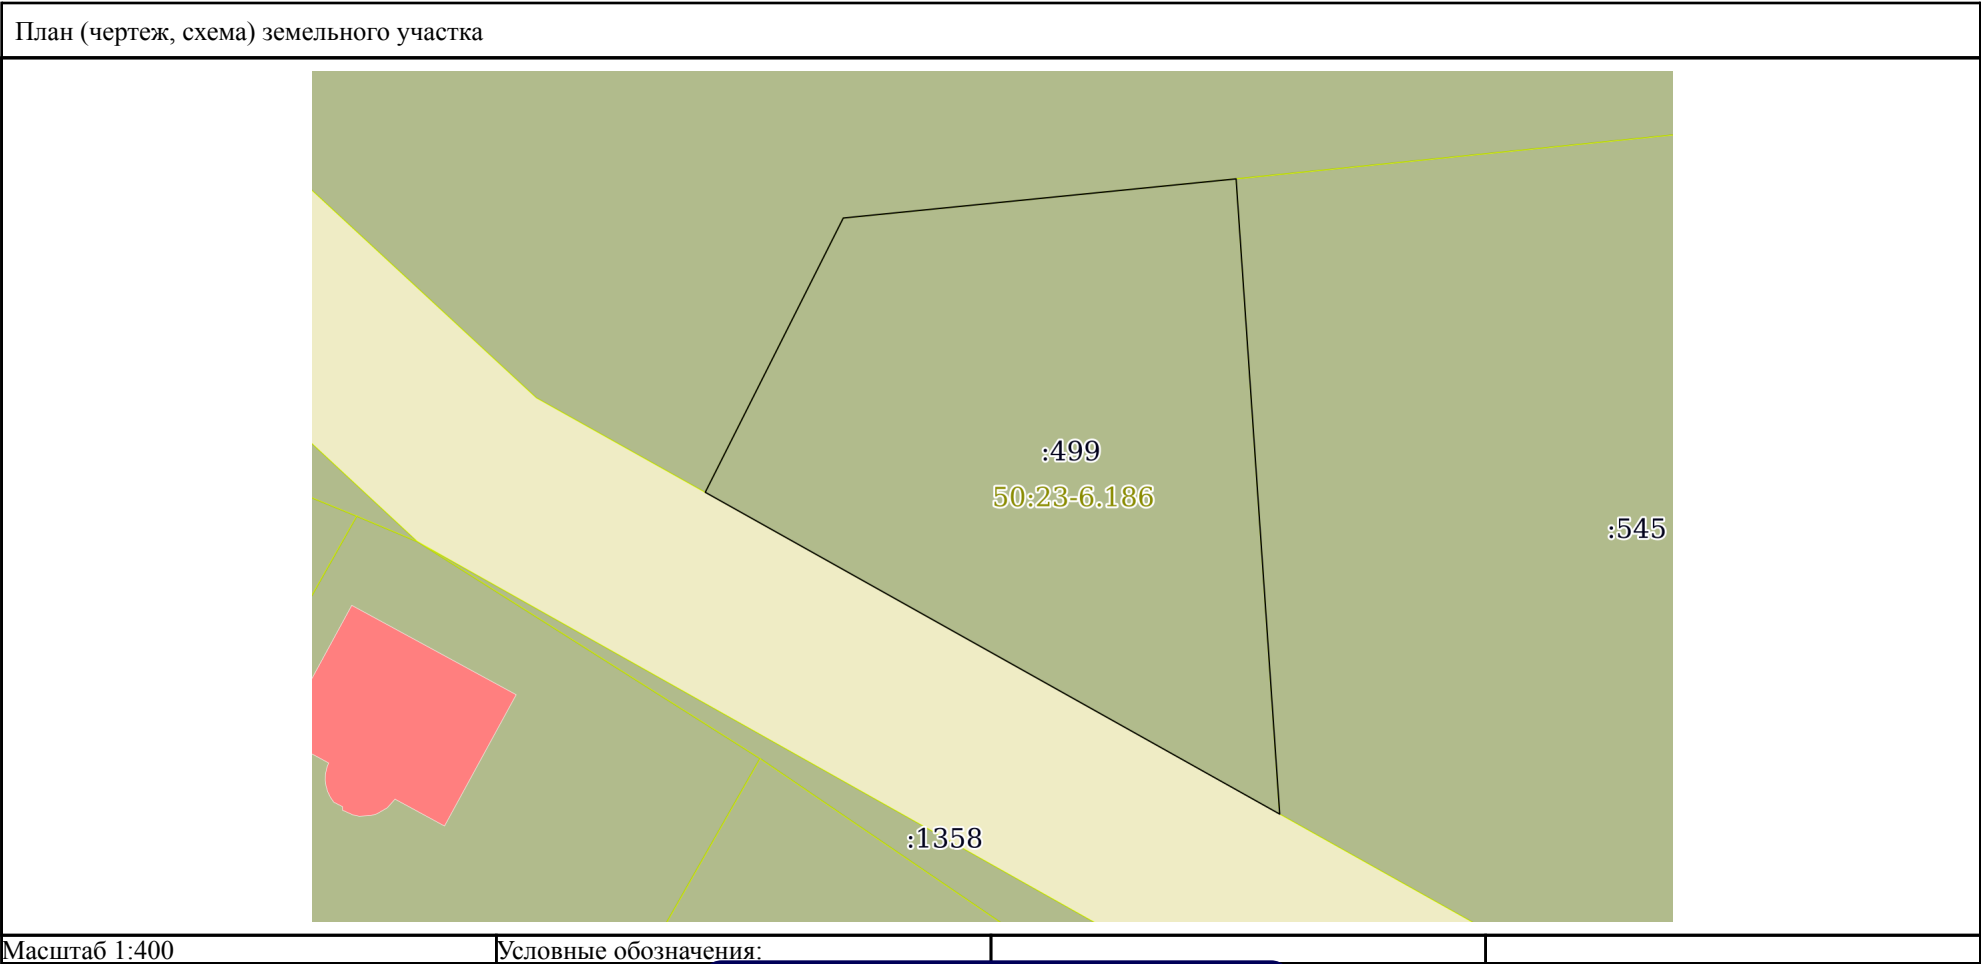 План (чертеж, схема) земельного участка
:499
50:23-6.186
:545
:1358
Масштаб 1:400
Условные обозначения: